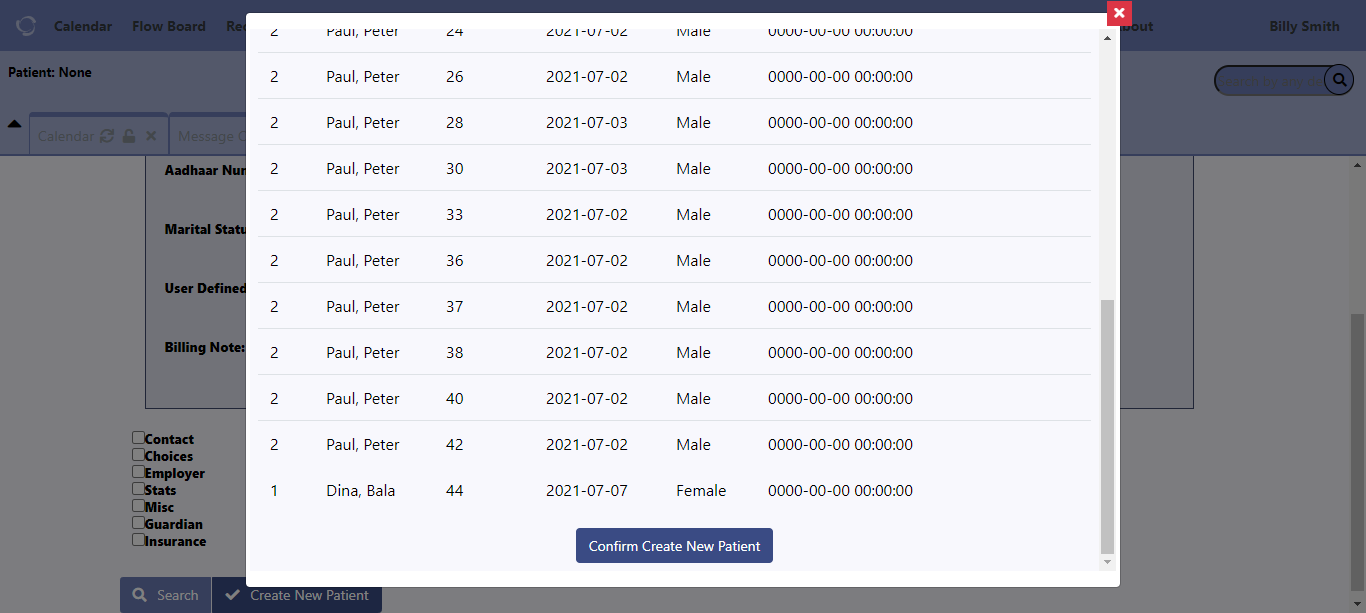 Calendar Flow Board Rec bout Billy Smith
Patient: None
Calendar Message C
2 Paul, Peter 24 2021-07-02 Male 0000-00-00 00:00:00
2 Paul, Peter 26 2021-07-02 Male 0000-00-00 00:00:00
2 Paul, Peter 28 2021-07-03 Male 0000-00-00 00:00:00
2 Paul, Peter 30 2021-07-03 Male 0000-00-00 00:00:00
2 Paul, Peter 33 2021-07-02 Male 0000-00-00 00:00:00
2 Paul, Peter 36 2021-07-02 Male 0000-00-00 00:00:00
2 Paul, Peter 37 2021-07-02 Male 0000-00-00 00:00:00
2 Paul, Peter 38 2021-07-02 Male 0000-00-00 00:00:00
2 Paul, Peter 40 2021-07-02 Male 0000-00-00 00:00:00
2 Paul, Peter 42 2021-07-02 Male 0000-00-00 00:00:00
1 Dina, Bala 44 2021-07-07 Female 0000-00-00 00:00:00
Confirm Create New Patient
Aadhaar Nur
Marital Statu
User Defined
Billing Note:
Contact
Choices
Employer
Stats
Misc
Guardian
Insurance
Search Create New Patient